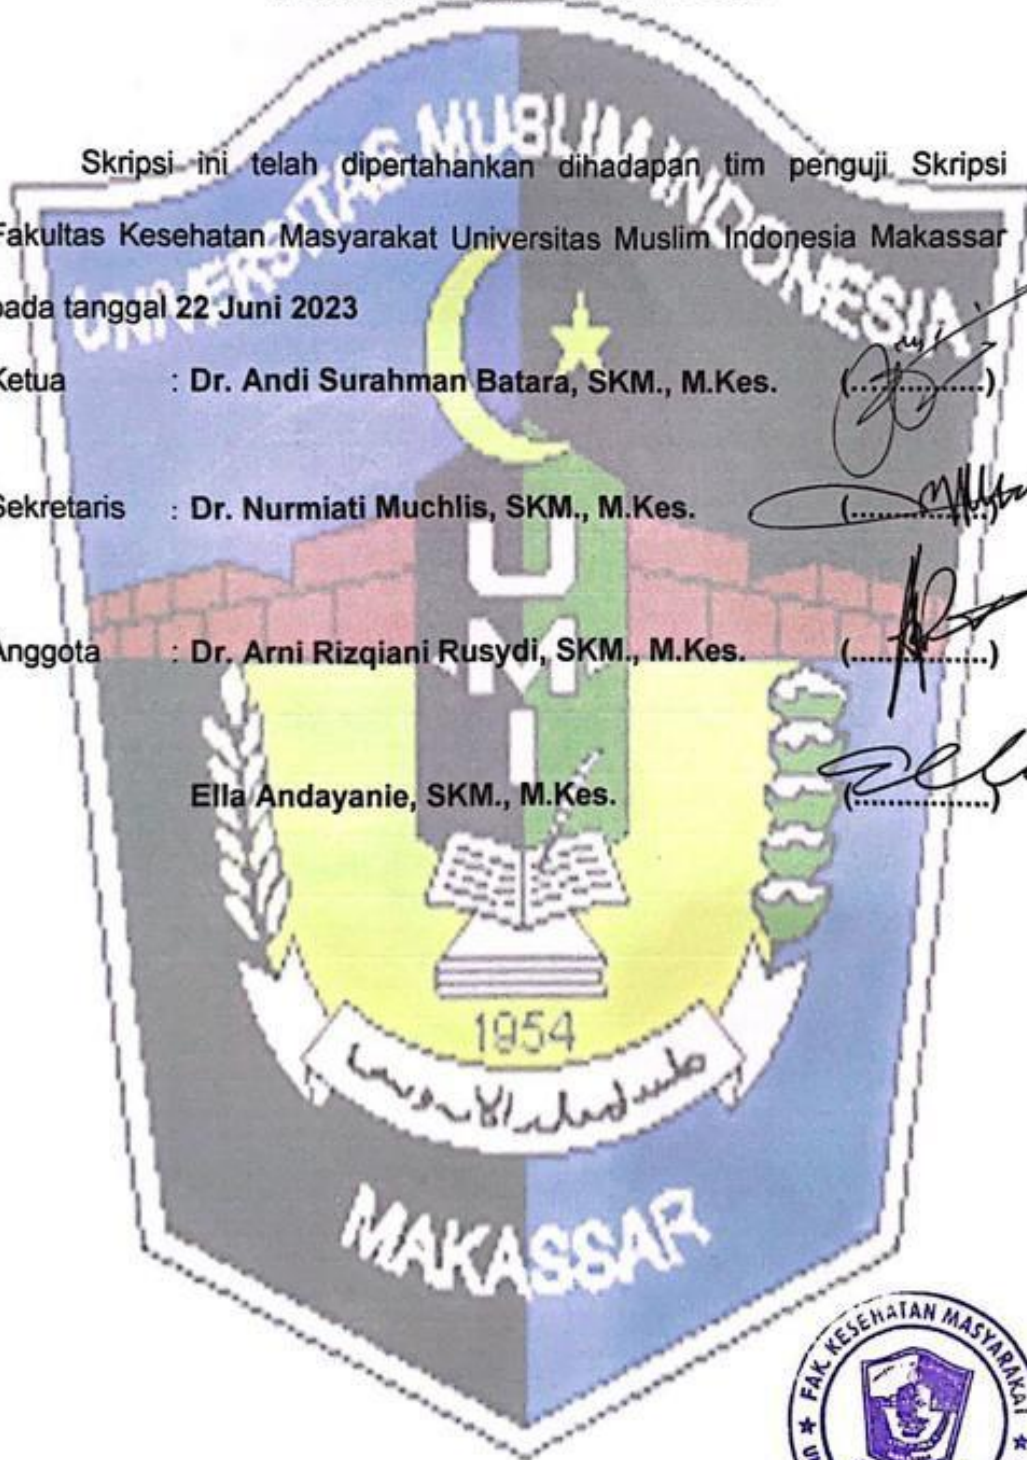 UNIVERSITAS MUSLIM INDONESIA
Skripsi ini telah dipertahankan dihadapan tim penguji Skripsi
Fakultas Kesehatan Masyarakat Universitas Muslim Indonesia Makassar
pada tanggal 22 Juni 2023
Ketua : Dr. Andi Surahman Batara, SKM., M.Kes. (...............)
Sekretaris : Dr. Nurmiati Muchlis, SKM., M.Kes. (...............)
Anggota : Dr. Arni Rizqiani Rusydi, SKM., M.Kes. (...............)
Ella Andayanie, SKM., M.Kes. (...............)
U
M
I
1954
MAKASSAR
FAK. KESEHATAN MASYARAKAT